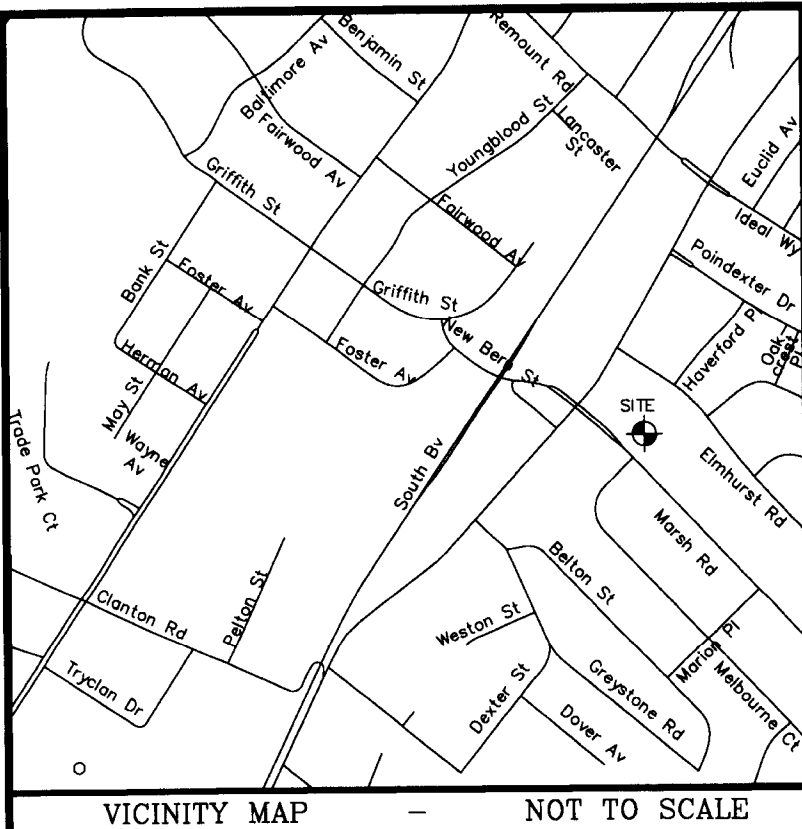 Benjamin St
Remount Rd
Baltimore Av
Fairwood Av
Youngblood St
Lancaster
St
Euclid Av
Griffith St
Fairwood Av
Ideal Wy
Poindexter Dr
Bank St
Foster Av
Griffith St
New Bern St
Haverford Pl
Oak-
crest
Pl
Herman Av
Foster Av
May St
SITE
Trade Park Ct
Wayne
Av
South Bv
Elmhurst Rd
Marsh Rd
Belton St
Pelton St
Clanton Rd
Weston St
Marion Pl
Melbourne Ct
Tryclan Dr
Dexter St
Greystone Rd
Dover Av
VICINITY MAP - NOT TO SCALE